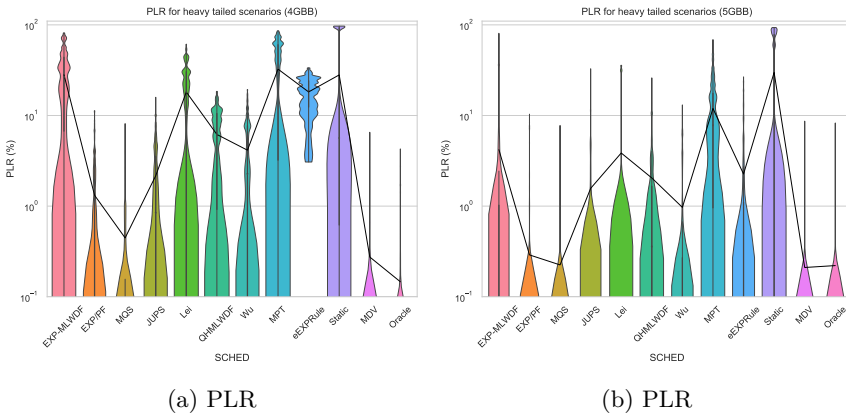 PLR for heavy tailed scenarios (4GBB)
PLR (%)
10²
10¹
10⁰
10⁻¹
EXP-MLWDF
EXP/PF
MQS
JUPS
Lei
QHMLWDF
Wu
MPT
eEXPRule
Static
MDV
Oracle
SCHED
(a) PLR
PLR for heavy tailed scenarios (5GBB)
PLR (%)
10²
10¹
10⁰
10⁻¹
EXP-MLWDF
EXP/PF
MQS
JUPS
Lei
QHMLWDF
Wu
MPT
eEXPRule
Static
MDV
Oracle
SCHED
(b) PLR